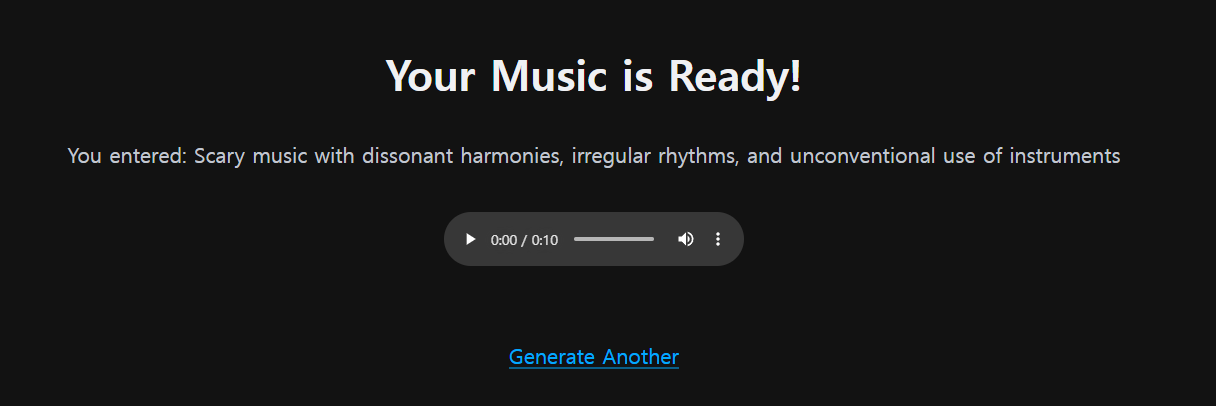 Your Music is Ready!
You entered: Scary music with dissonant harmonies, irregular rhythms, and unconventional use of instruments
0:00 / 0:10
Generate Another